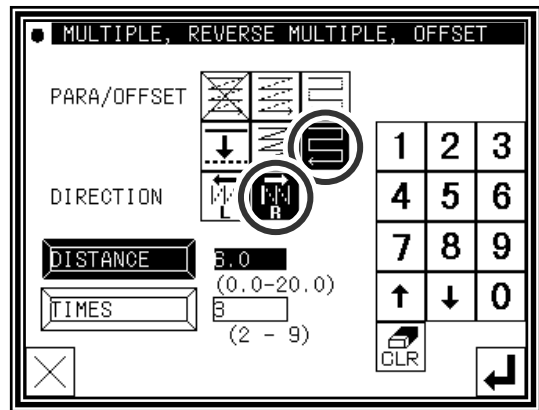 MULTIPLE, REVERSE MULTIPLE, OFFSET
PARA/OFFSET
1 2 3
DIRECTION L R
4 5 6
DISTANCE 3.0
7 8 9
(0.0-20.0)
↑ ↓ 0
TIMES 3
(2 - 9)
CLR